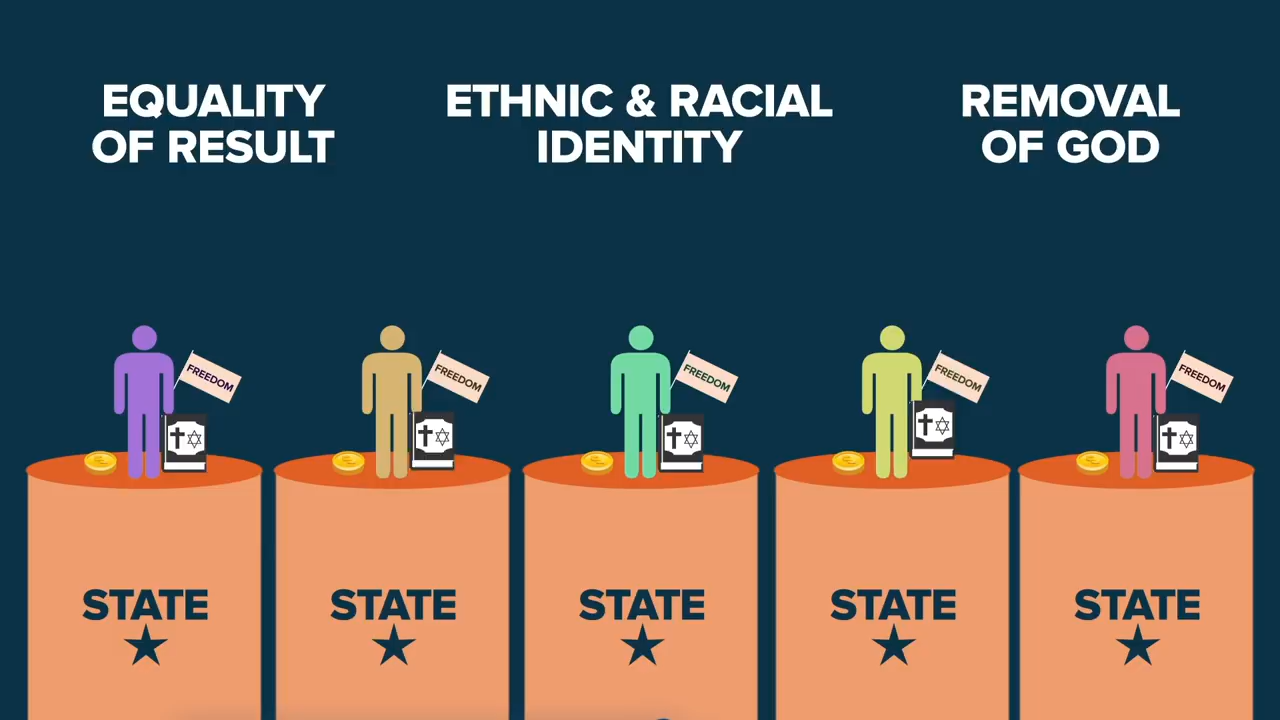 EQUALITY
OF RESULT
ETHNIC & RACIAL
IDENTITY
REMOVAL
OF GOD
FREEDOM
FREEDOM
FREEDOM
FREEDOM
FREEDOM
STATE
STATE
STATE
STATE
STATE